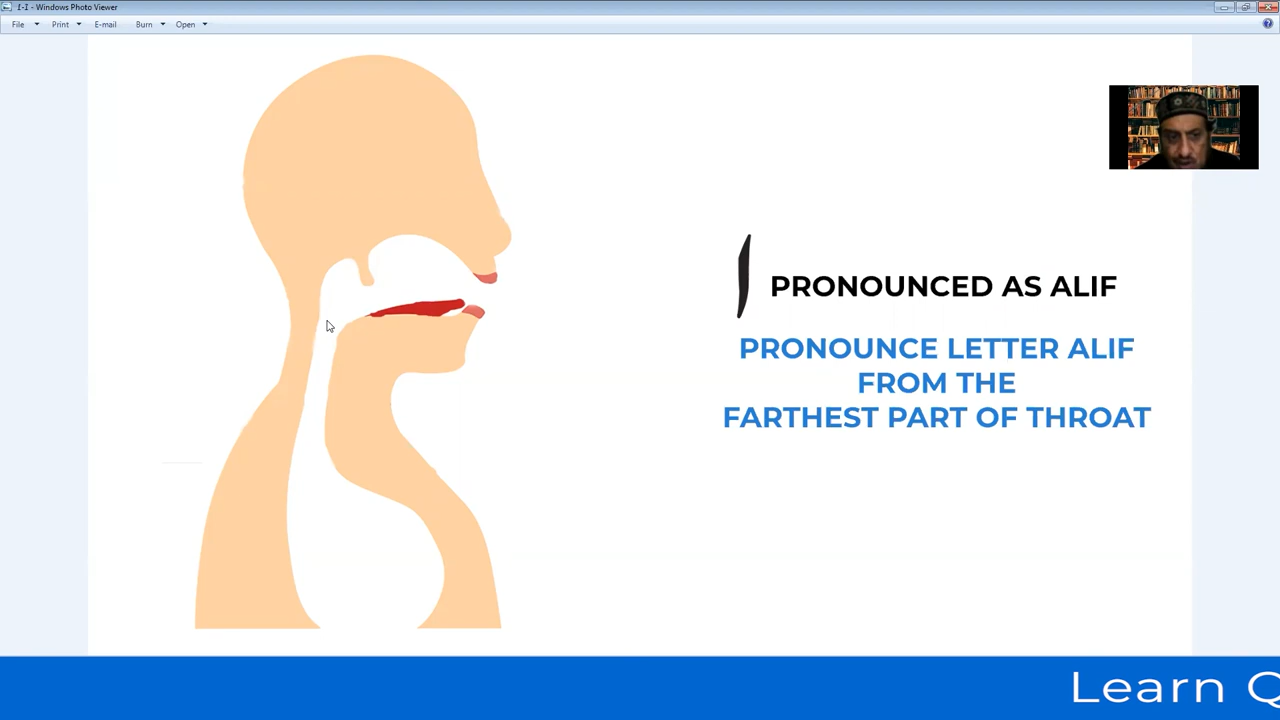 1-1 - Windows Photo Viewer
File Print E-mail Burn Open
ا PRONOUNCED AS ALIF
PRONOUNCE LETTER ALIF
FROM THE
FARTHEST PART OF THROAT
Learn Q